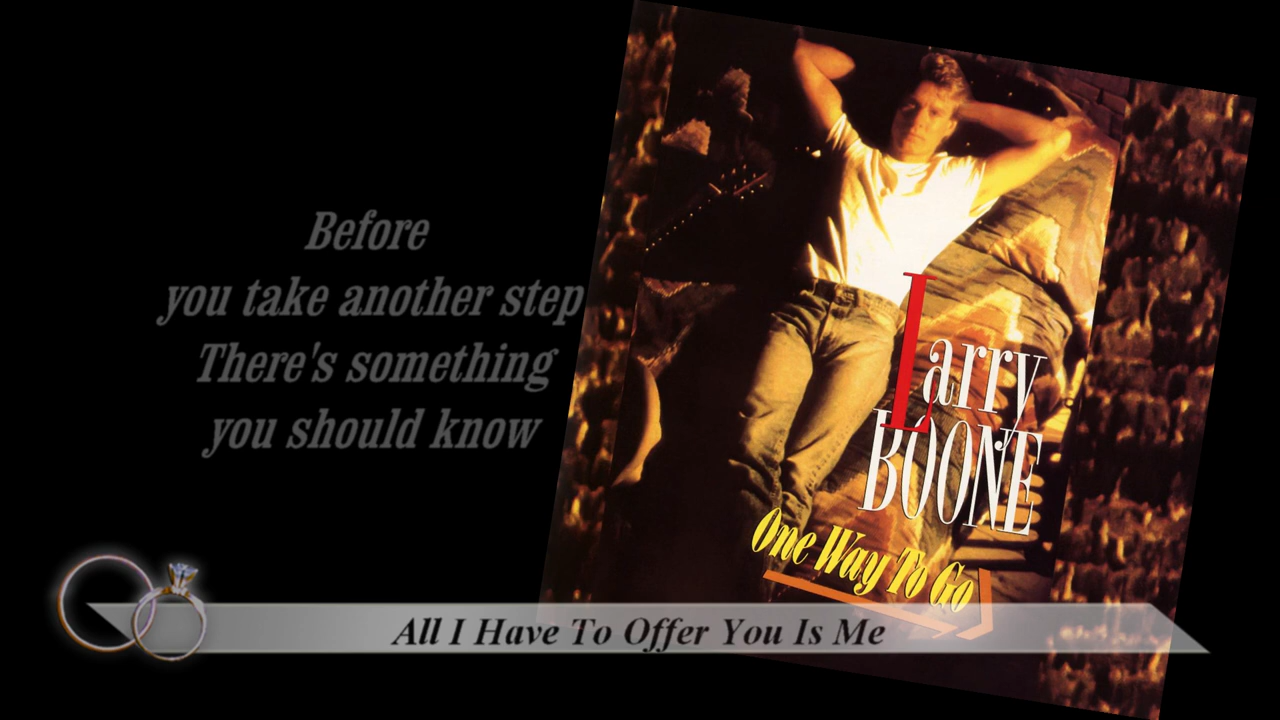 Before
you take another step
There's something
you should know
Larry
BOONE
One Way To Go
All I Have To Offer You Is Me